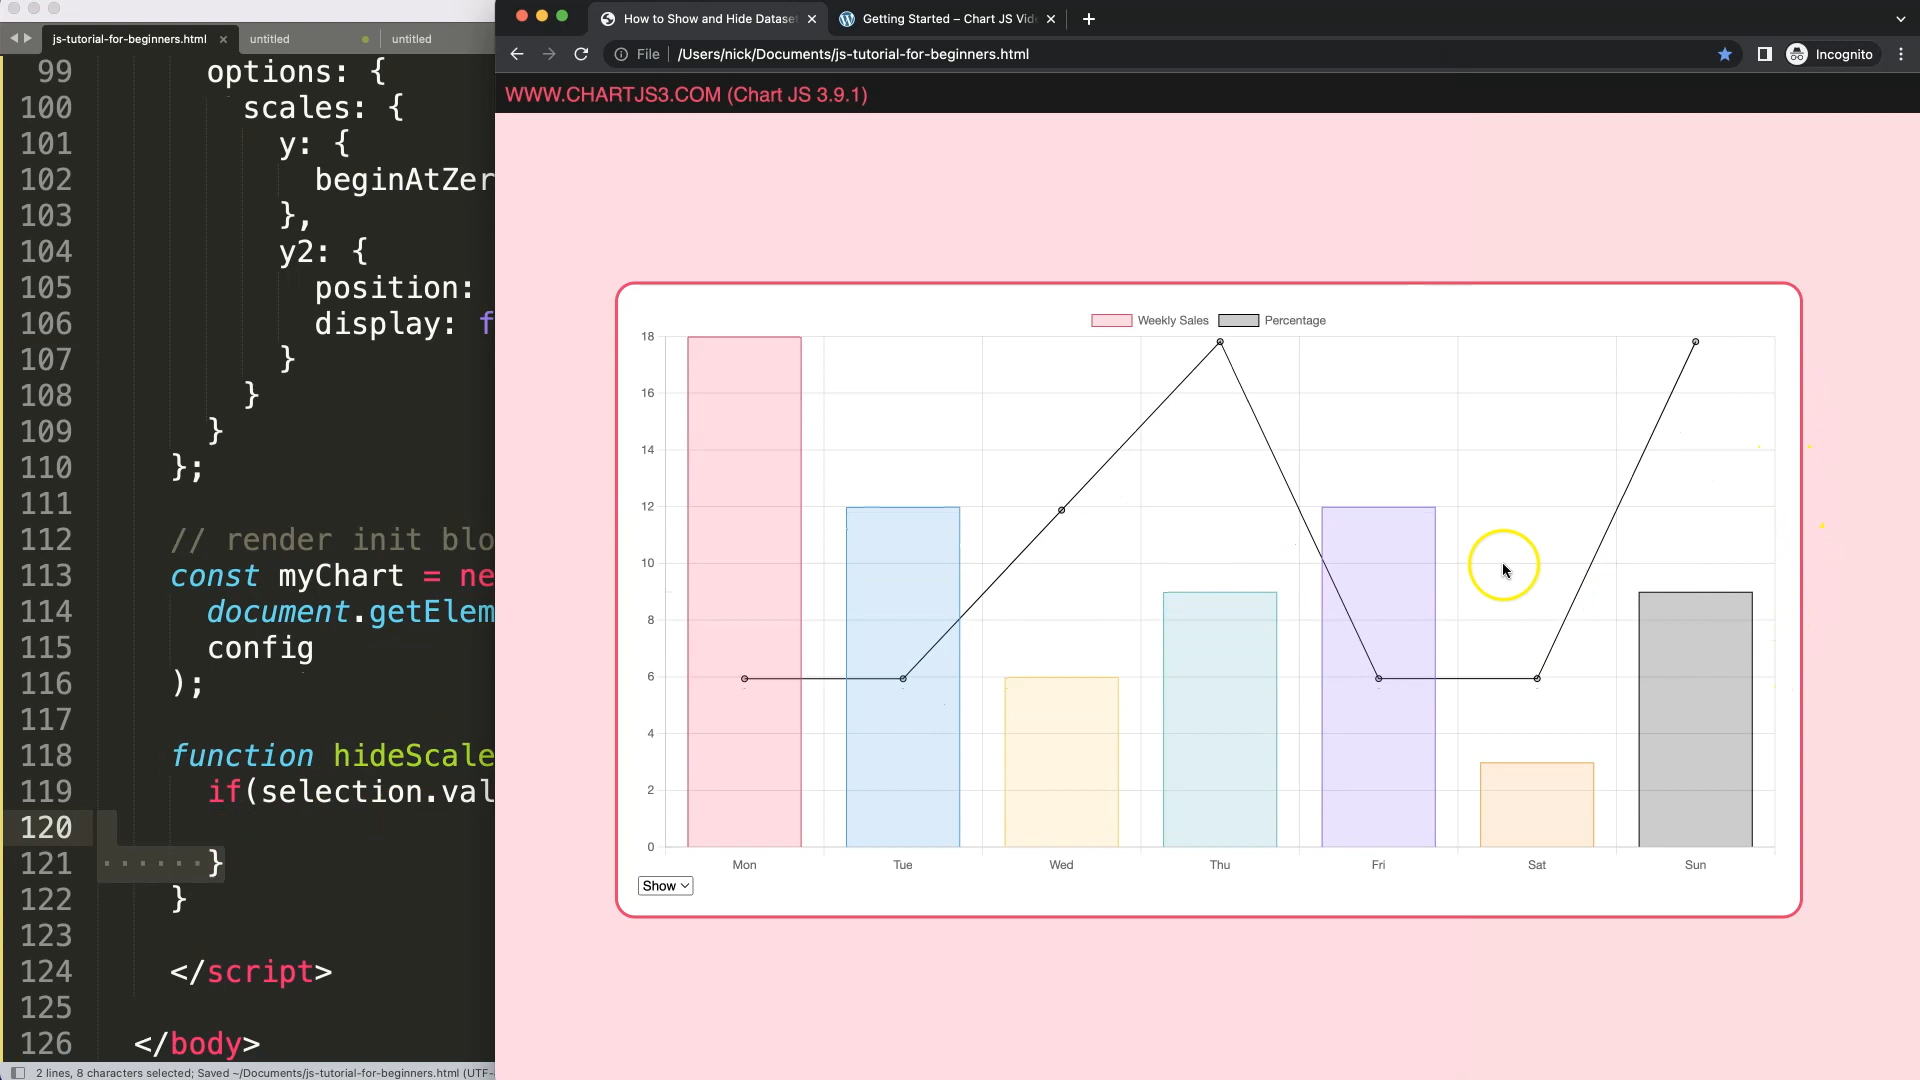 js-tutorial-for-beginners.html × untitled untitled
99 options: {
100 scales: {
101 y: {
102 beginAtZer
103 },
104 y2: {
105 position:
106 display: f
107 }
108 }
109 }
110 };
111
112 // render init blo
113 const myChart = ne
114 document.getElem
115 config
116 );
117
118 function hideScale
119 if(selection.val
120
121 ······}
122 }
123
124 </script>
125
126 </body>
2 lines, 8 characters selected; Saved ~/Documents/js-tutorial-for-beginners.html (UTF-
How to Show and Hide Dataset × Getting Started – Chart JS Vid × +
File /Users/nick/Documents/js-tutorial-for-beginners.html Incognito
WWW.CHARTJS3.COM (Chart JS 3.9.1)
Weekly Sales Percentage
18
16
14
12
10
8
6
4
2
0
Mon Tue Wed Thu Fri Sat Sun
Show